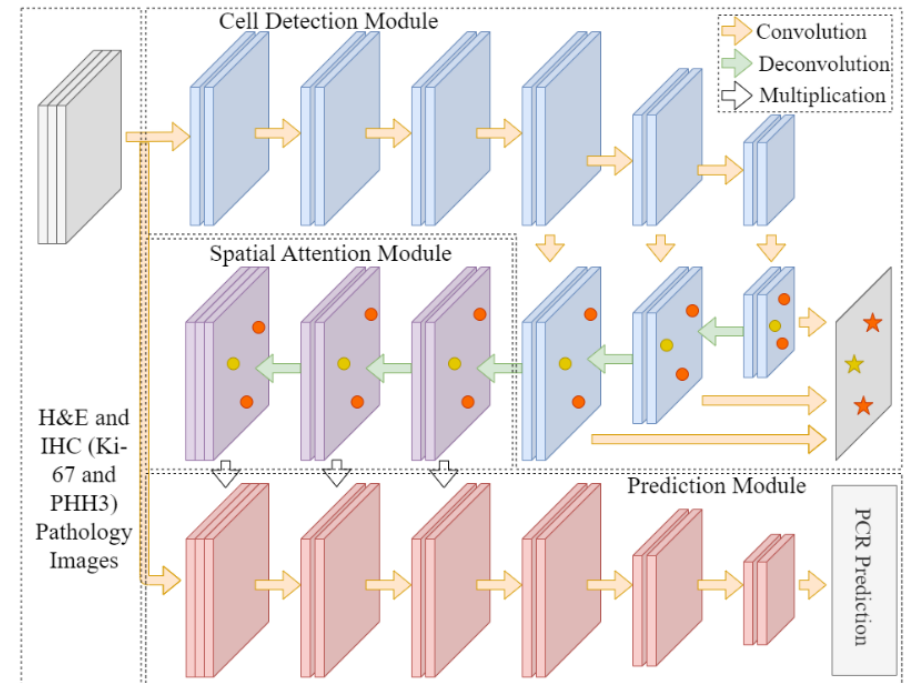 Cell Detection Module
Convolution
Deconvolution
Multiplication
Spatial Attention Module
H&E and
IHC (Ki-
67 and
PHH3)
Pathology
Images
Prediction Module
PCR Prediction